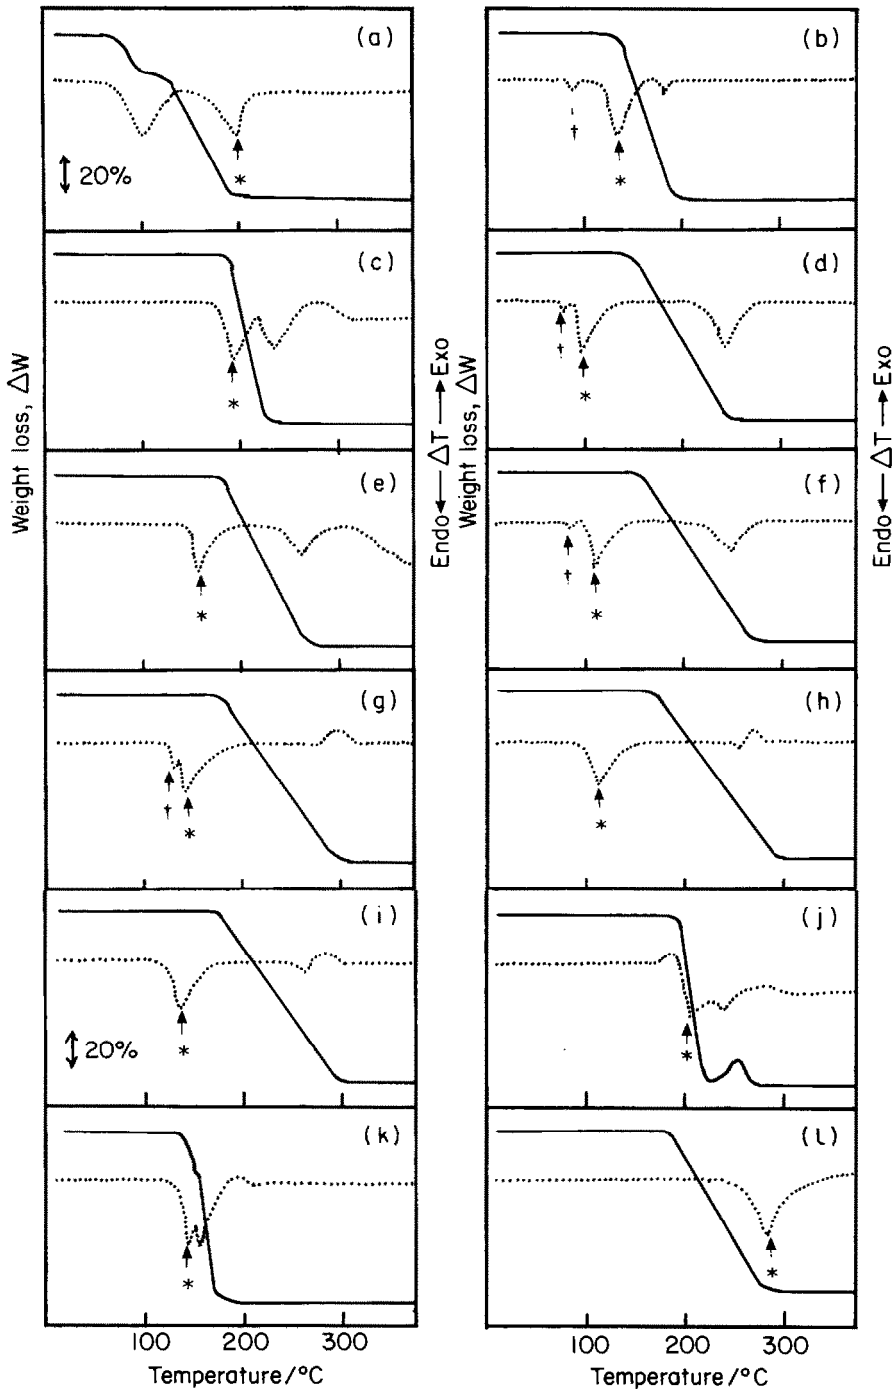 (a)
(b)
†
*
*
20%
(c)
(d)
†
*
*
Weight loss, ΔW
Endo ← ΔT → Exo
Weight loss, ΔW
Endo ← ΔT → Exo
(e)
(f)
†
*
*
(g)
(h)
†
*
*
(i)
(j)
*
*
20%
(k)
(l)
*
*
100 200 300
100 200 300
Temperature/°C
Temperature/°C